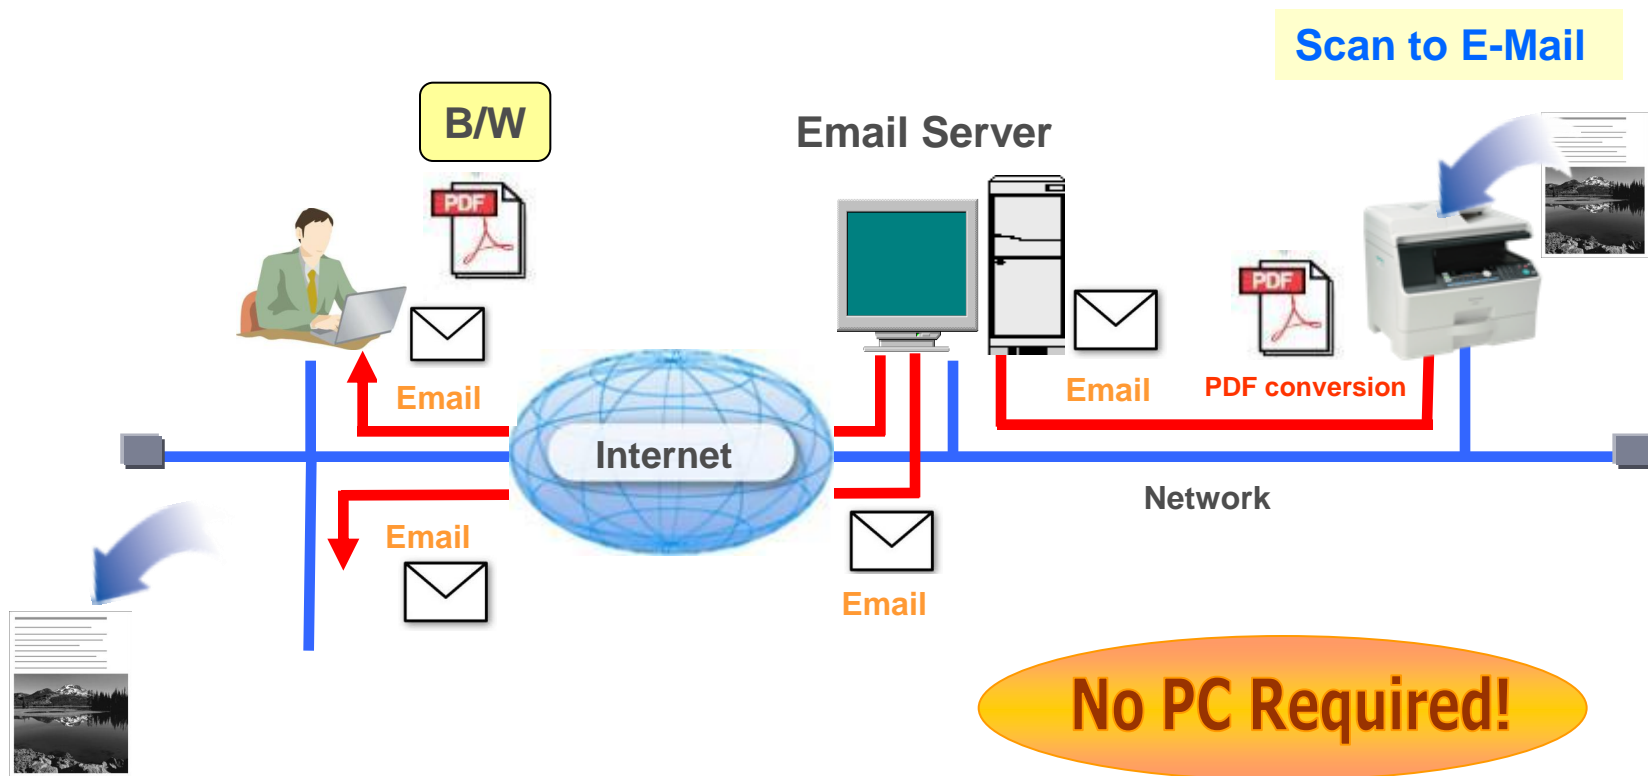 Scan to E-Mail
B/W
Email Server
PDF
PDF
Email
Email
PDF conversion
Internet
Network
Email
Email
No PC Required!